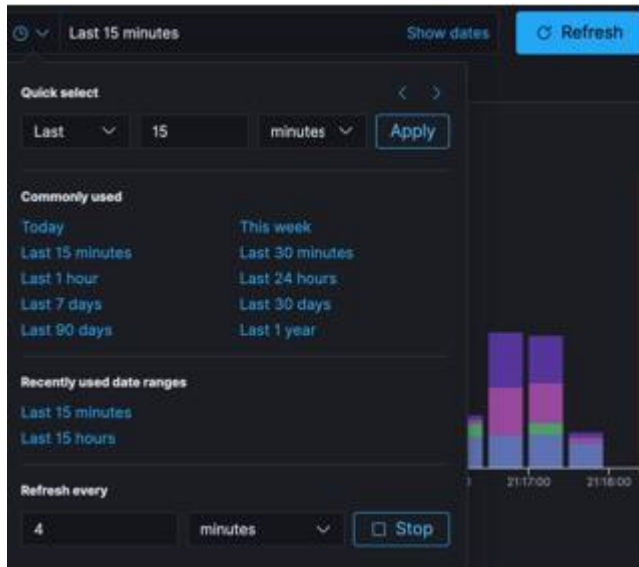 Last 15 minutes Show dates Refresh
Quick select
Last 15 minutes Apply
Commonly used
Today This week
Last 15 minutes Last 30 minutes
Last 1 hour Last 24 hours
Last 7 days Last 30 days
Last 90 days Last 1 year
Recently used date ranges
Last 15 minutes
Last 15 hours
21:17:00 21:18:00
Refresh every
4 minutes Stop